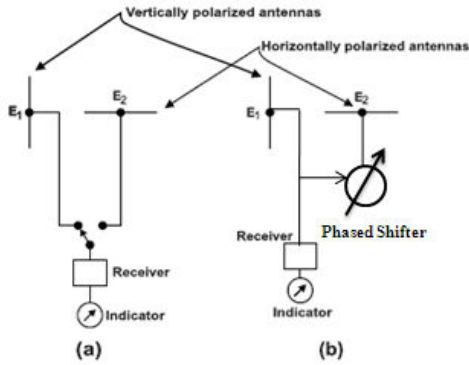 Vertically polarized antennas
Horizontally polarized antennas
E1
E2
E1
E2
Phased Shifter
Receiver
Receiver
Indicator
Indicator
(a)
(b)